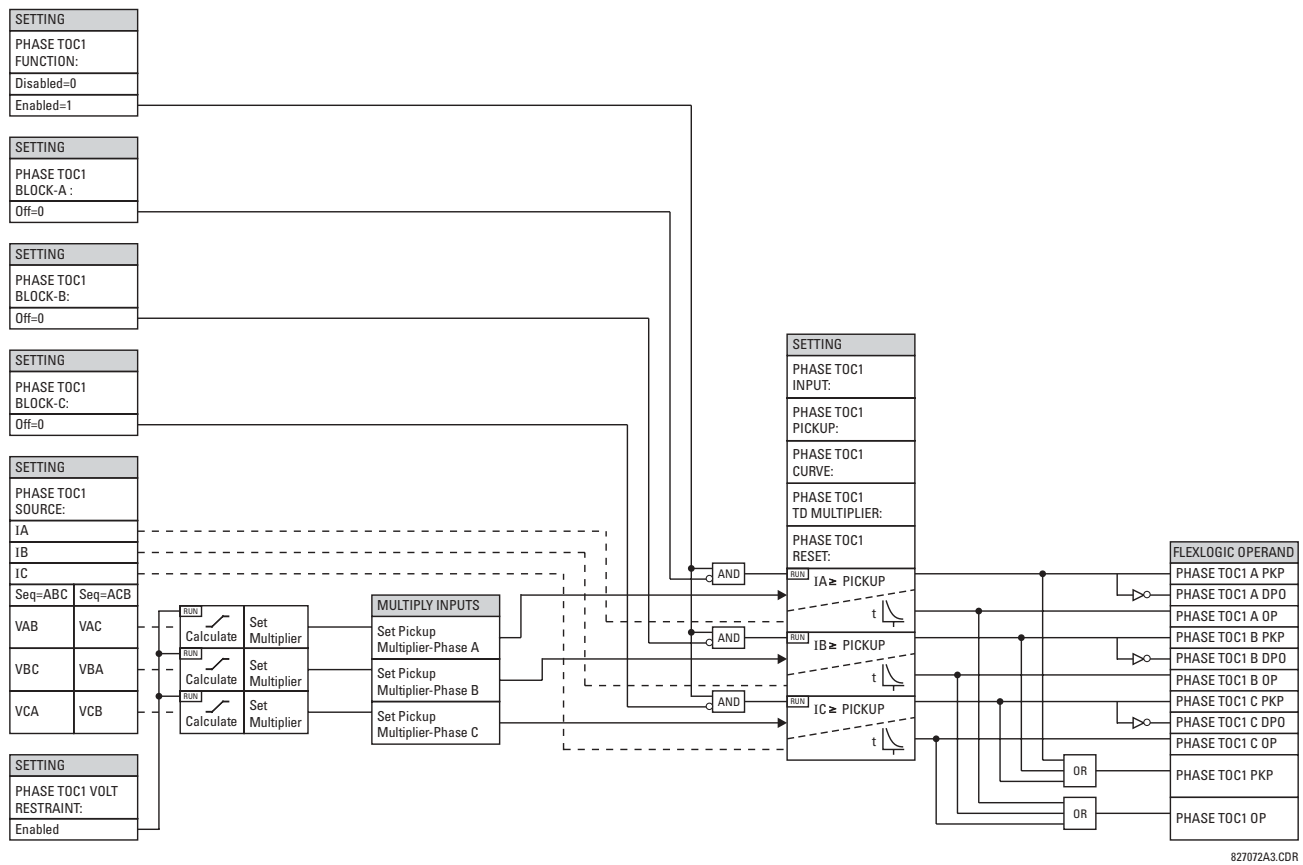 SETTING
PHASE TOC1
FUNCTION:
Disabled=0
Enabled=1
SETTING
PHASE TOC1
BLOCK-A :
Off=0
SETTING
PHASE TOC1
BLOCK-B:
Off=0
SETTING
PHASE TOC1
BLOCK-C:
Off=0
SETTING
PHASE TOC1
SOURCE:
IA
IB
IC
Seq=ABC Seq=ACB
VAB VAC
VBC VBA
VCA VCB
SETTING
PHASE TOC1 VOLT
RESTRAINT:
Enabled
RUN
Calculate
Set
Multiplier
RUN
Calculate
Set
Multiplier
RUN
Calculate
Set
Multiplier
MULTIPLY INPUTS
Set Pickup
Multiplier-Phase A
Set Pickup
Multiplier-Phase B
Set Pickup
Multiplier-Phase C
AND
AND
AND
SETTING
PHASE TOC1
INPUT:
PHASE TOC1
PICKUP:
PHASE TOC1
CURVE:
PHASE TOC1
TD MULTIPLIER:
PHASE TOC1
RESET:
RUN
IA≥ PICKUP
t
RUN
IB≥ PICKUP
t
RUN
IC≥ PICKUP
t
OR
OR
FLEXLOGIC OPERAND
PHASE TOC1 A PKP
PHASE TOC1 A DPO
PHASE TOC1 A OP
PHASE TOC1 B PKP
PHASE TOC1 B DPO
PHASE TOC1 B OP
PHASE TOC1 C PKP
PHASE TOC1 C DPO
PHASE TOC1 C OP
PHASE TOC1 PKP
PHASE TOC1 OP
827072A3.CDR